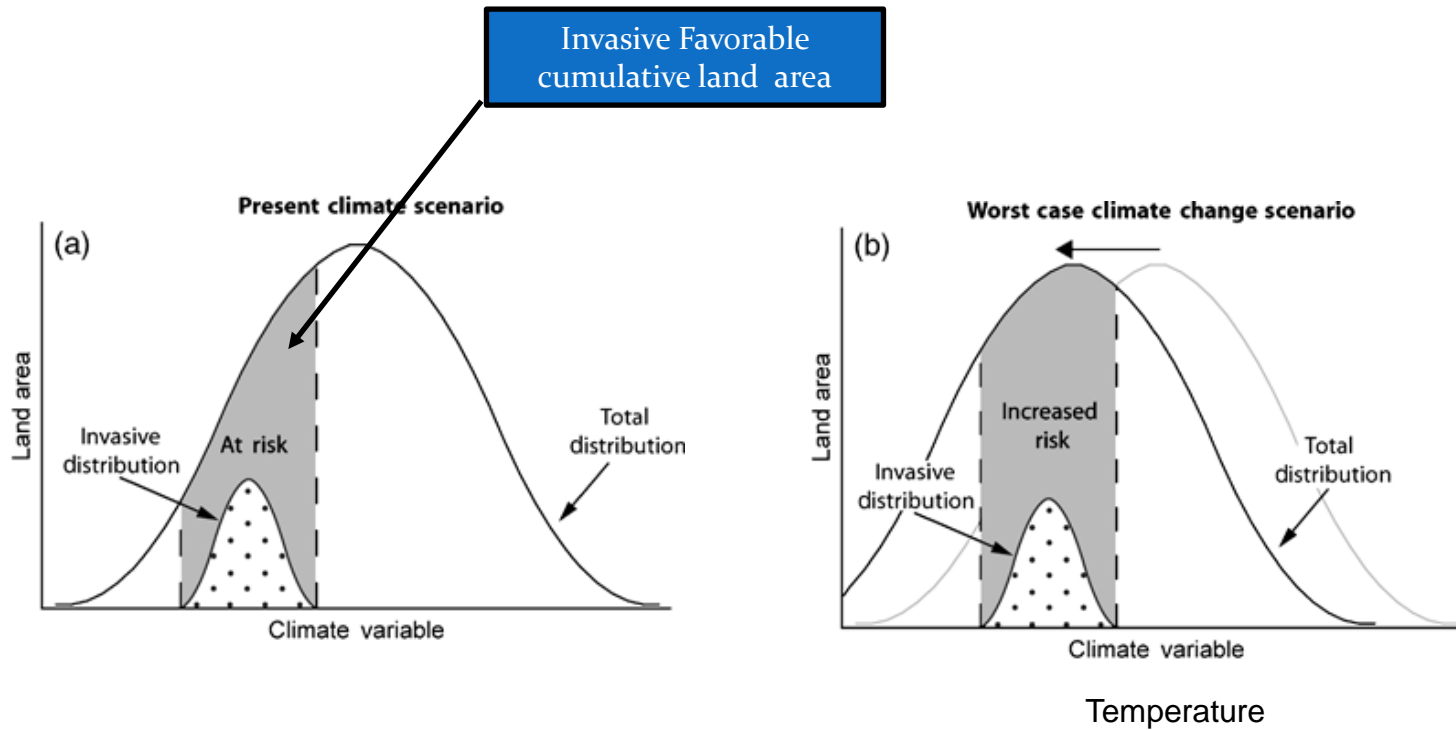 Invasive Favorable
cumulative land area
Present climate scenario
(a)
Land area
Invasive
distribution
At risk
Total
distribution
Climate variable
Worst case climate change scenario
(b)
Land area
Increased
risk
Invasive
distribution
Total
distribution
Climate variable
Temperature